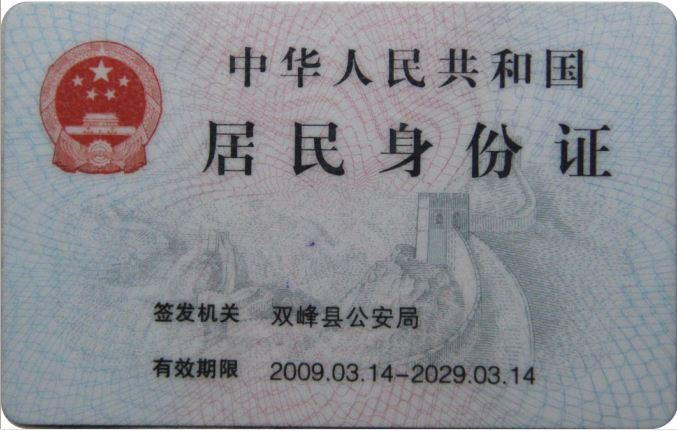 中华人民共和国
居民身份证
签发机关 双峰县公安局
有效期限 2009.03.14-2029.03.14